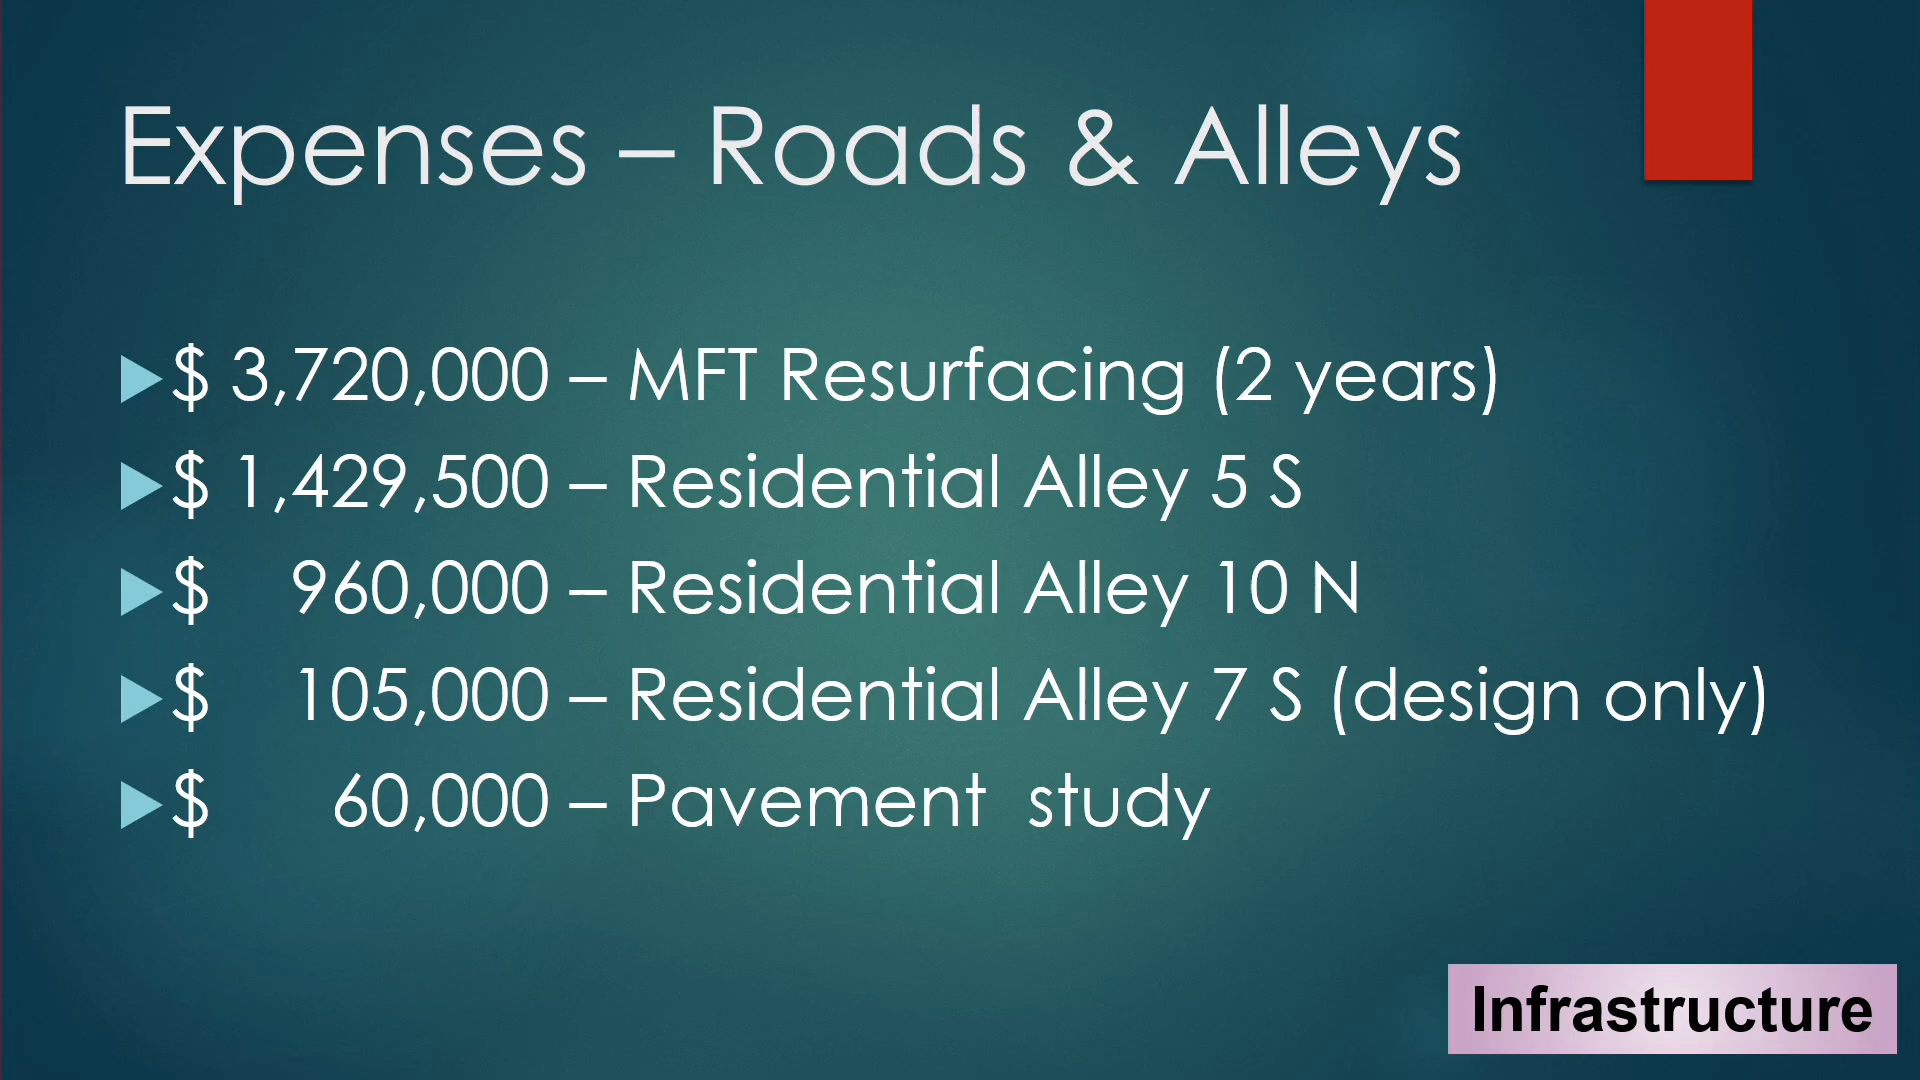 Expenses – Roads & Alleys
$ 3,720,000 – MFT Resurfacing (2 years)
$ 1,429,500 – Residential Alley 5 S
$ 960,000 – Residential Alley 10 N
$ 105,000 – Residential Alley 7 S (design only)
$ 60,000 – Pavement study
Infrastructure